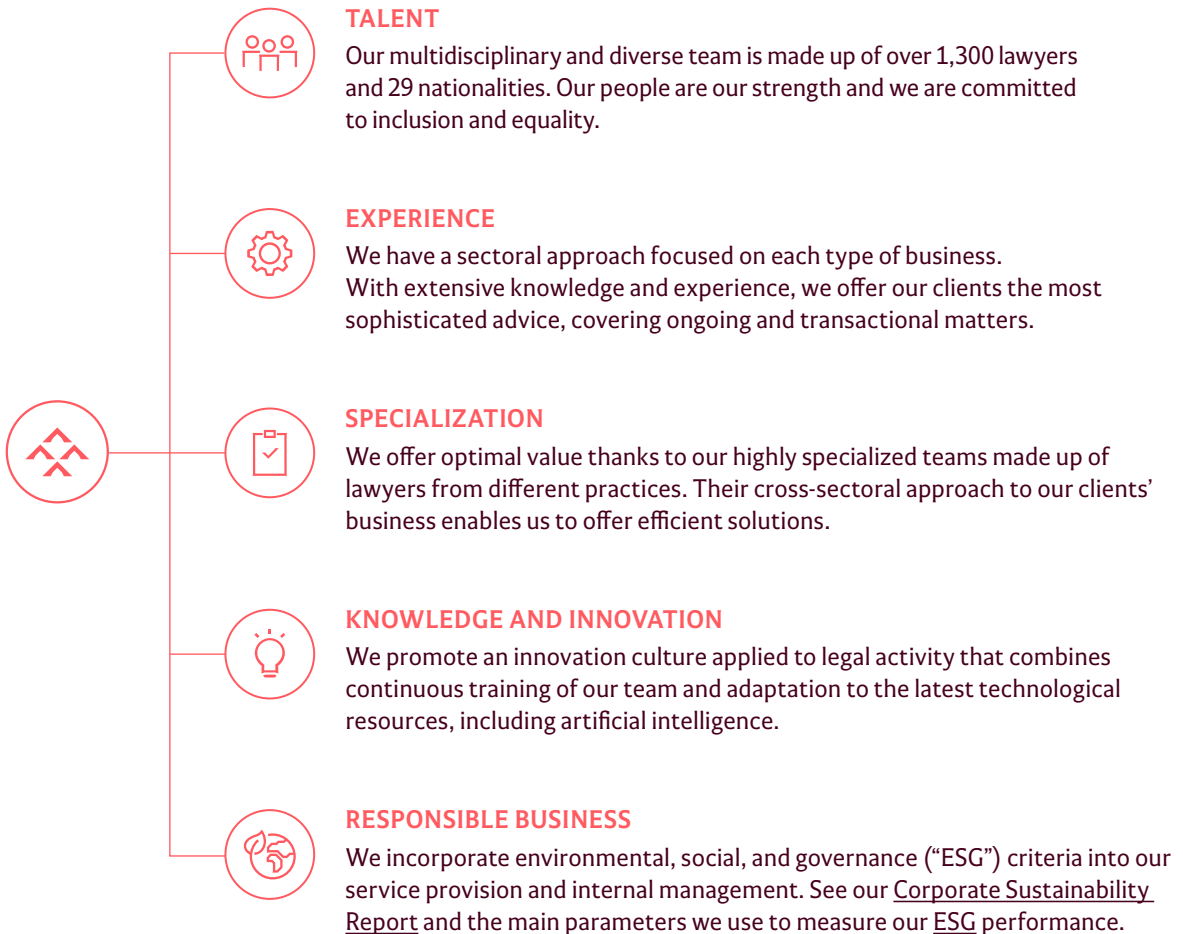 TALENT
Our multidisciplinary and diverse team is made up of over 1,300 lawyers
and 29 nationalities. Our people are our strength and we are committed
to inclusion and equality.
EXPERIENCE
We have a sectoral approach focused on each type of business.
With extensive knowledge and experience, we offer our clients the most
sophisticated advice, covering ongoing and transactional matters.
SPECIALIZATION
We offer optimal value thanks to our highly specialized teams made up of
lawyers from different practices. Their cross-sectoral approach to our clients’
business enables us to offer efficient solutions.
KNOWLEDGE AND INNOVATION
We promote an innovation culture applied to legal activity that combines
continuous training of our team and adaptation to the latest technological
resources, including artificial intelligence.
RESPONSIBLE BUSINESS
We incorporate environmental, social, and governance (“ESG”) criteria into our
service provision and internal management. See our Corporate Sustainability
Report and the main parameters we use to measure our ESG performance.